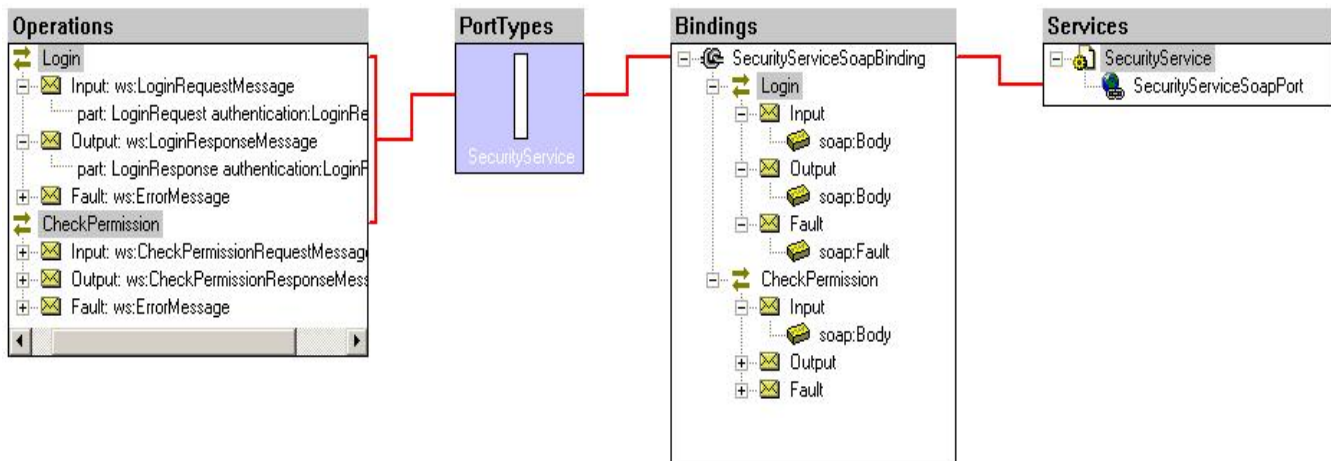 Operations
Login
Input: ws:LoginRequestMessage
part: LoginRequest authentication:LoginRe
Output: ws:LoginResponseMessage
part: LoginResponse authentication:LoginF
Fault: ws:ErrorMessage
CheckPermission
Input: ws:CheckPermissionRequestMessag
Output: ws:CheckPermissionResponseMess
Fault: ws:ErrorMessage
PortTypes
SecurityService
Bindings
SecurityServiceSoapBinding
Login
Input
soap:Body
Output
soap:Body
Fault
soap:Fault
CheckPermission
Input
soap:Body
Output
Fault
Services
SecurityService
SecurityServiceSoapPort